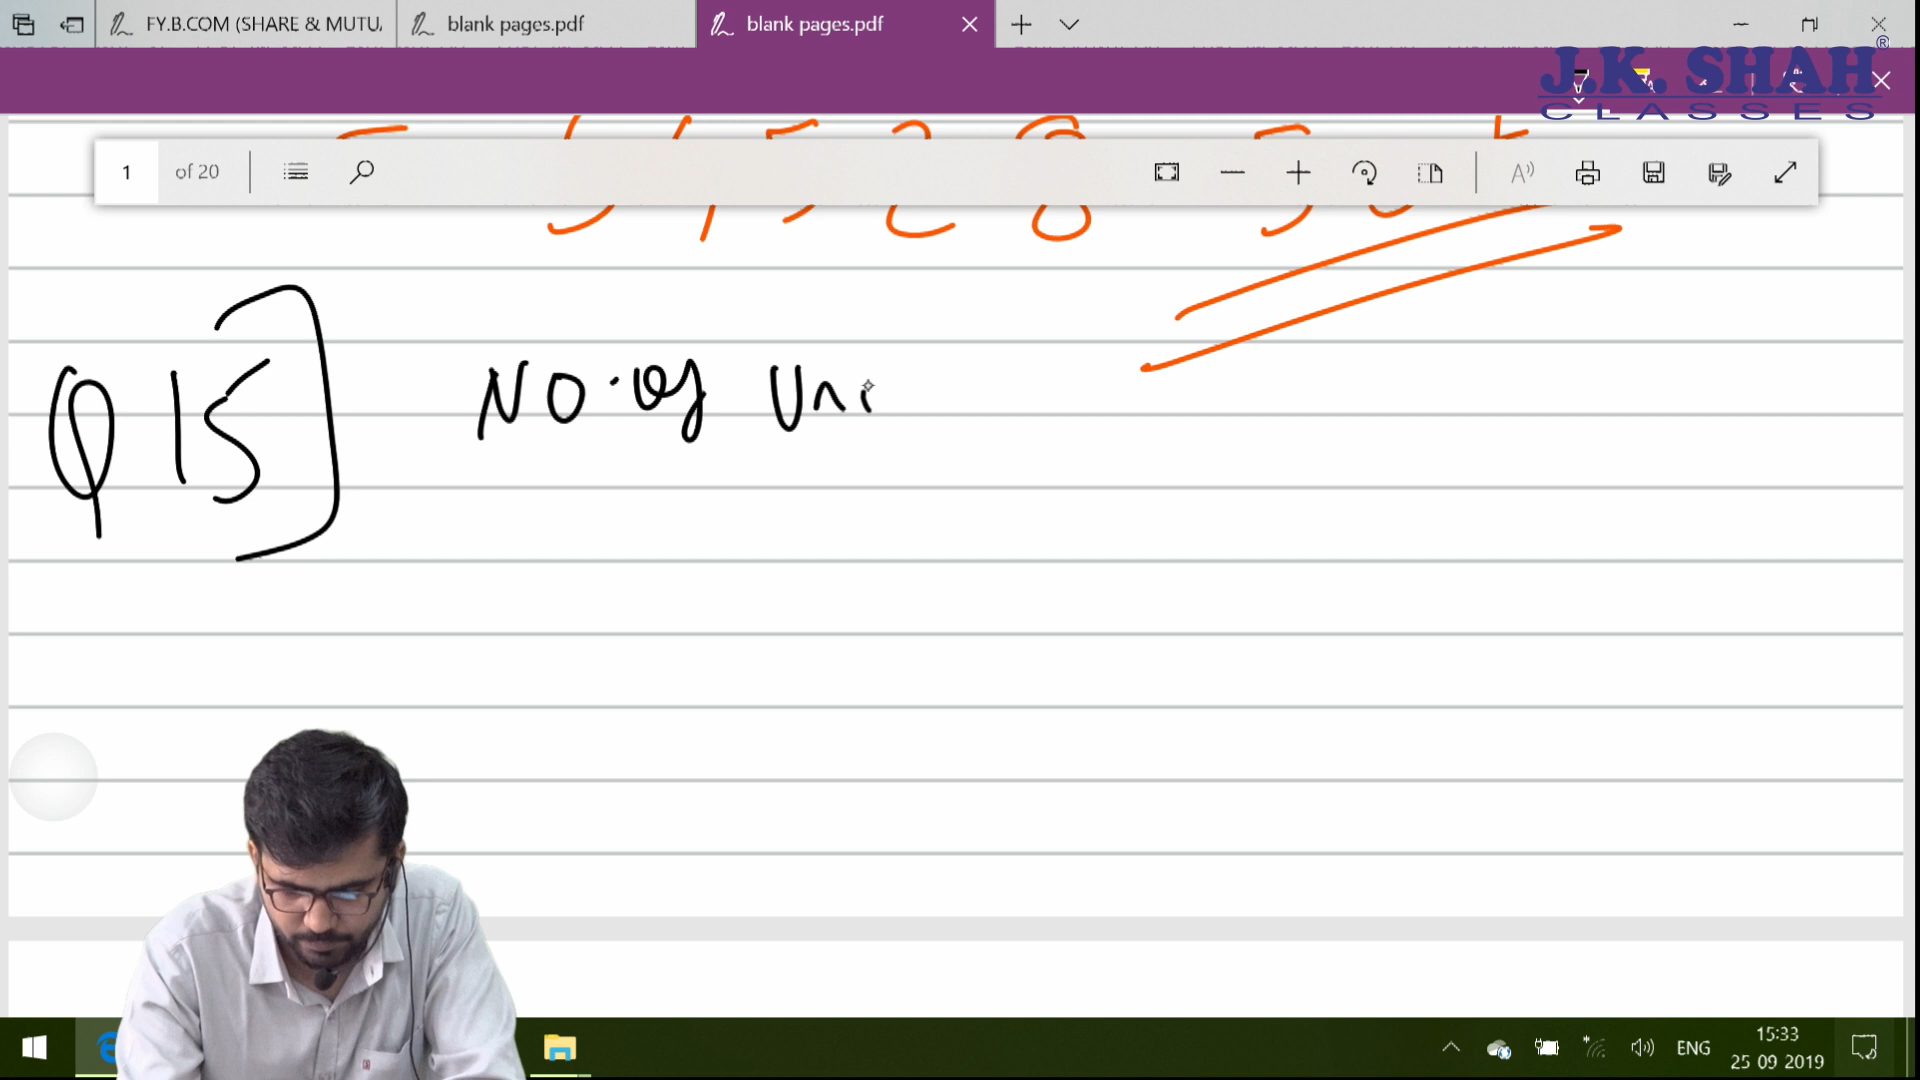 FY.B.COM (SHARE & MUTU
blank pages.pdf
blank pages.pdf
J.K. SHAH®
CLASSES
1 of 20
Q 15] NO. of Uni
ENG
15:33
25 09 2019